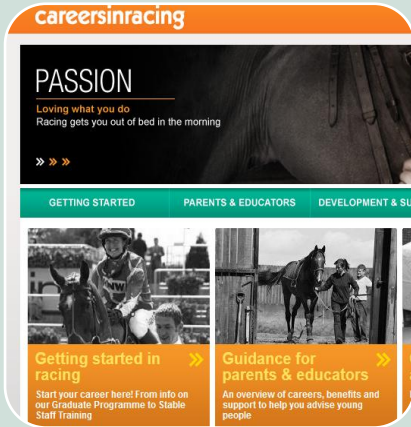 careersinracing
PASSION
Loving what you do
Racing gets you out of bed in the morning
GETTING STARTED
PARENTS & EDUCATORS
DEVELOPMENT & SU
NW
Getting started in
racing
Start your career here! From info on
our Graduate Programme to Stable
Staff Training
Guidance for
parents & educators
An overview of careers, benefits and
support to help you advise young
people